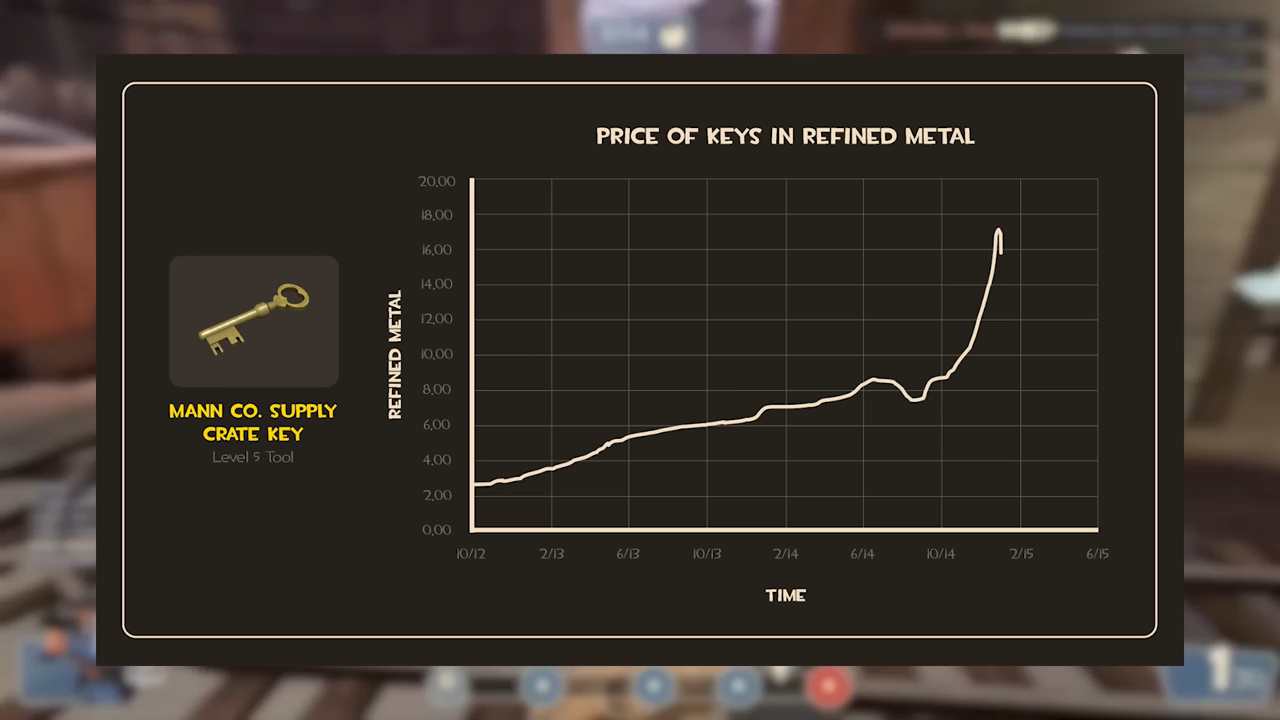 PRICE OF KEYS IN REFINED METAL
20,00
18,00
16,00
14,00
12,00
10,00
8,00
6,00
4,00
2,00
0,00
REFINED METAL
10/12 2/13 6/13 10/13 2/14 6/14 10/14 2/15 6/15
TIME
MANN CO. SUPPLY
CRATE KEY
Level 5 Tool